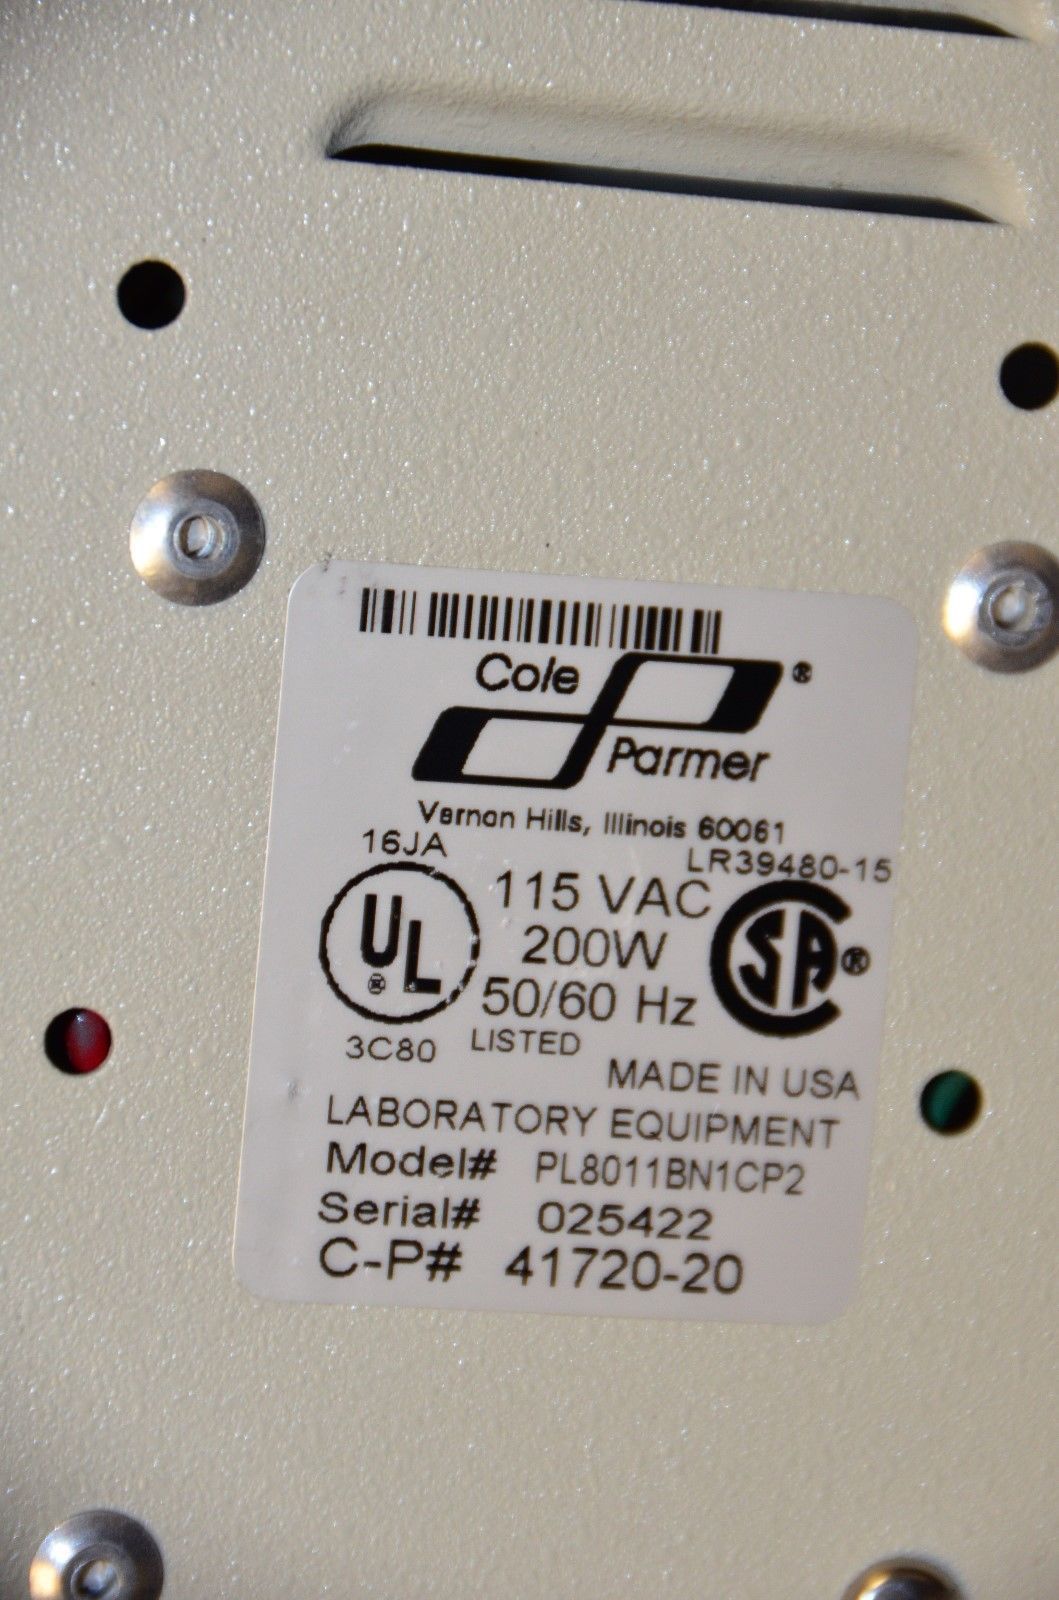 Cole
Parmer®
Vernon Hills, Illinois 60061
16JA
LR39480-15
UL®
115 VAC
200W
50/60 Hz
SA®
3C80
LISTED
MADE IN USA
LABORATORY EQUIPMENT
Model# PL8011BN1CP2
Serial# 025422
C-P# 41720-20